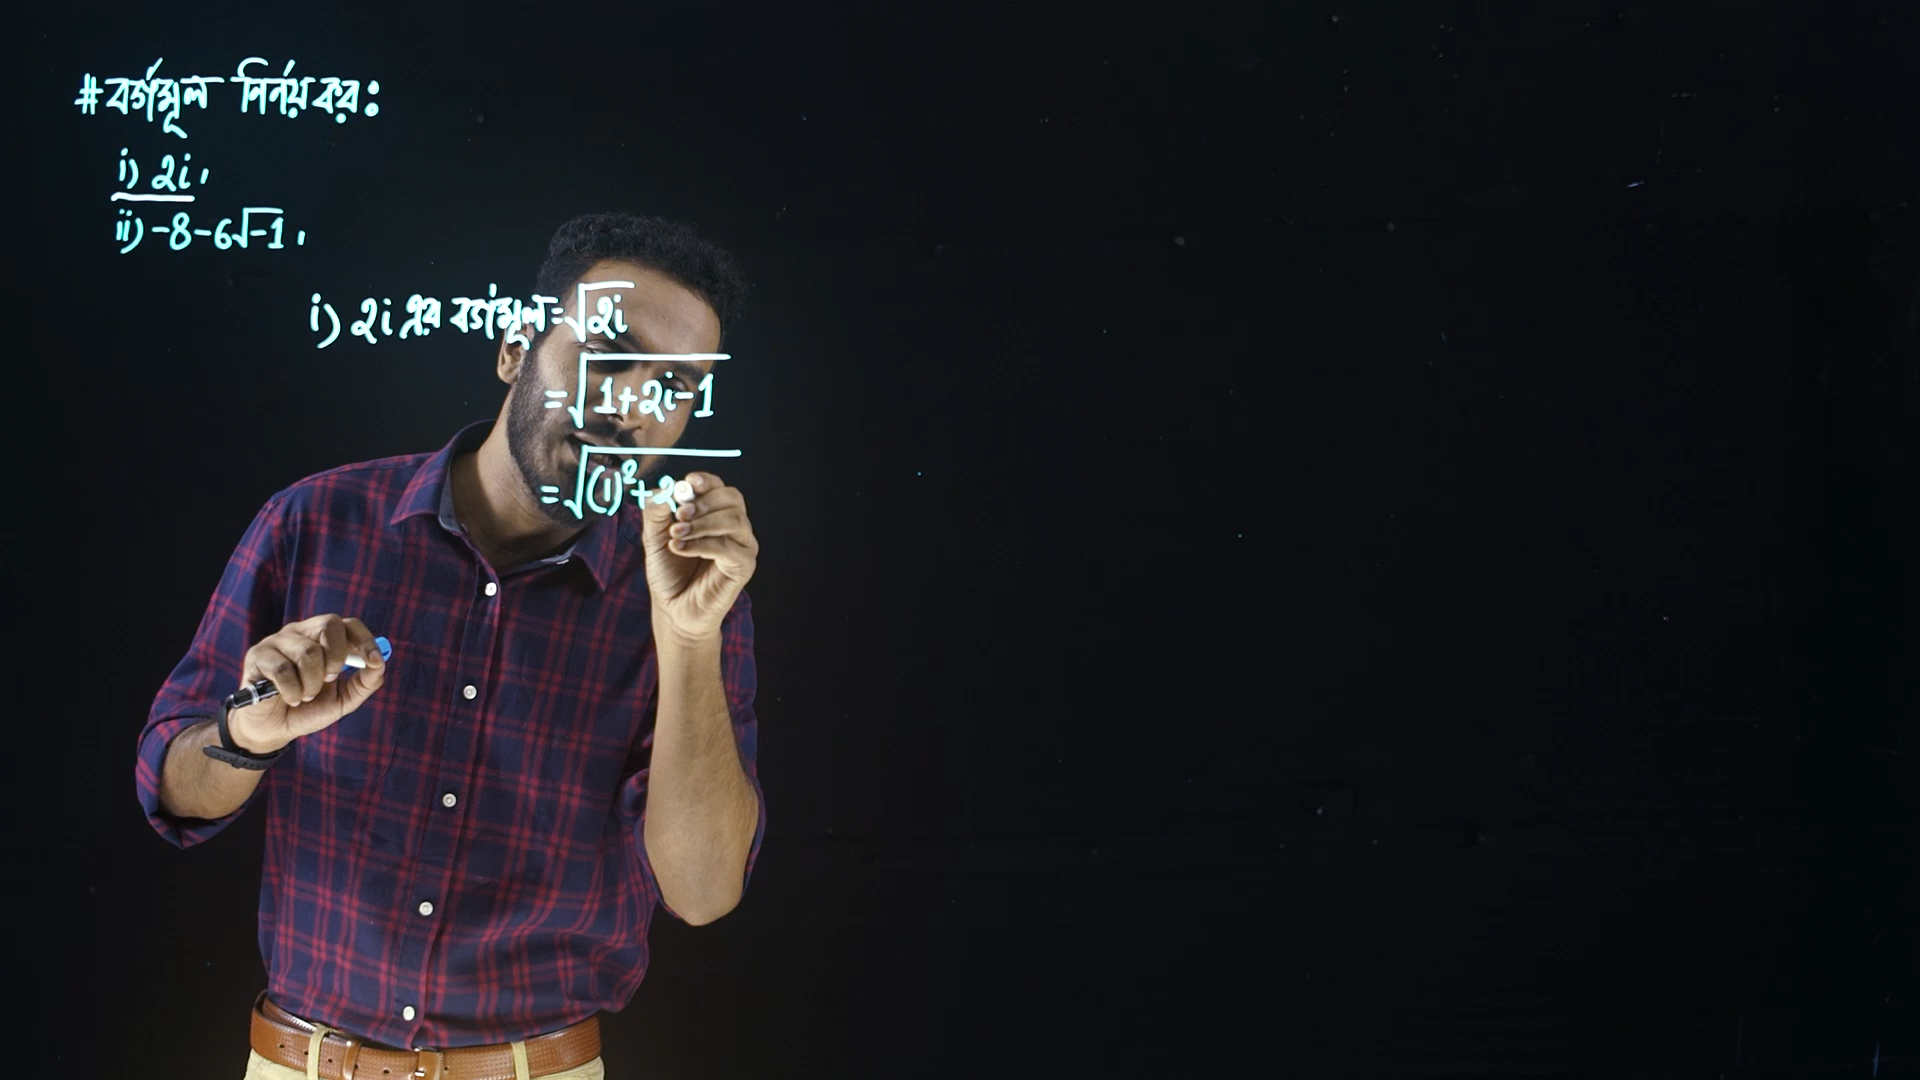 #বর্গমূল নির্নয় কর:
i) 2i,
ii) -8-6√-1,
i) 2i এর বর্গমূল = √2i
= √1+2i-1
= √(1)²+2